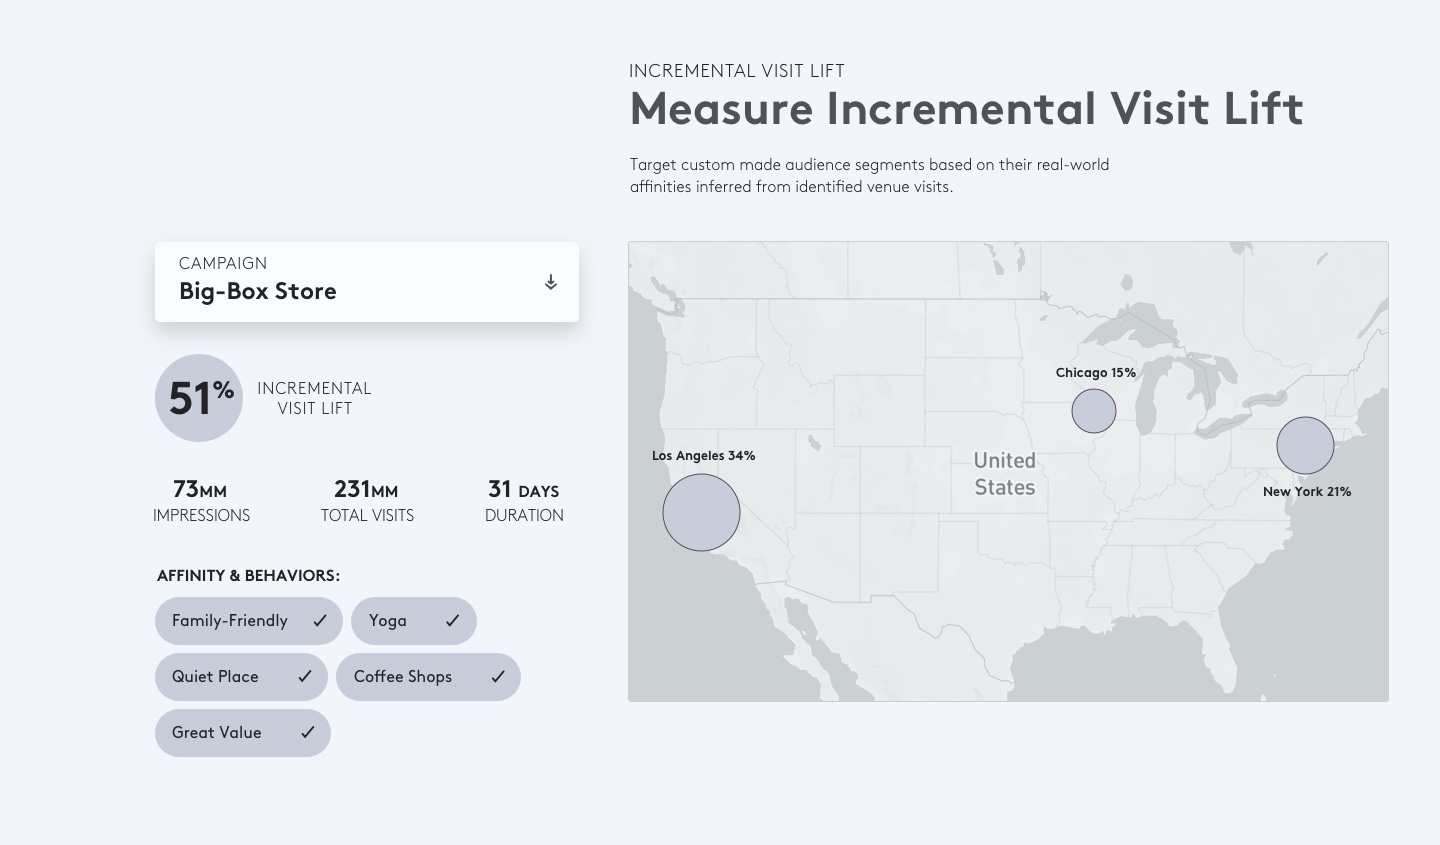 INCREMENTAL VISIT LIFT
Measure Incremental Visit Lift
Target custom made audience segments based on their real-world
affinities inferred from identified venue visits.
CAMPAIGN
Big-Box Store
51%
INCREMENTAL
VISIT LIFT
73MM
IMPRESSIONS
231MM
TOTAL VISITS
31 DAYS
DURATION
AFFINITY & BEHAVIORS:
Family-Friendly
Yoga
Quiet Place
Coffee Shops
Great Value
Chicago 15%
Los Angeles 34%
United
States
New York 21%